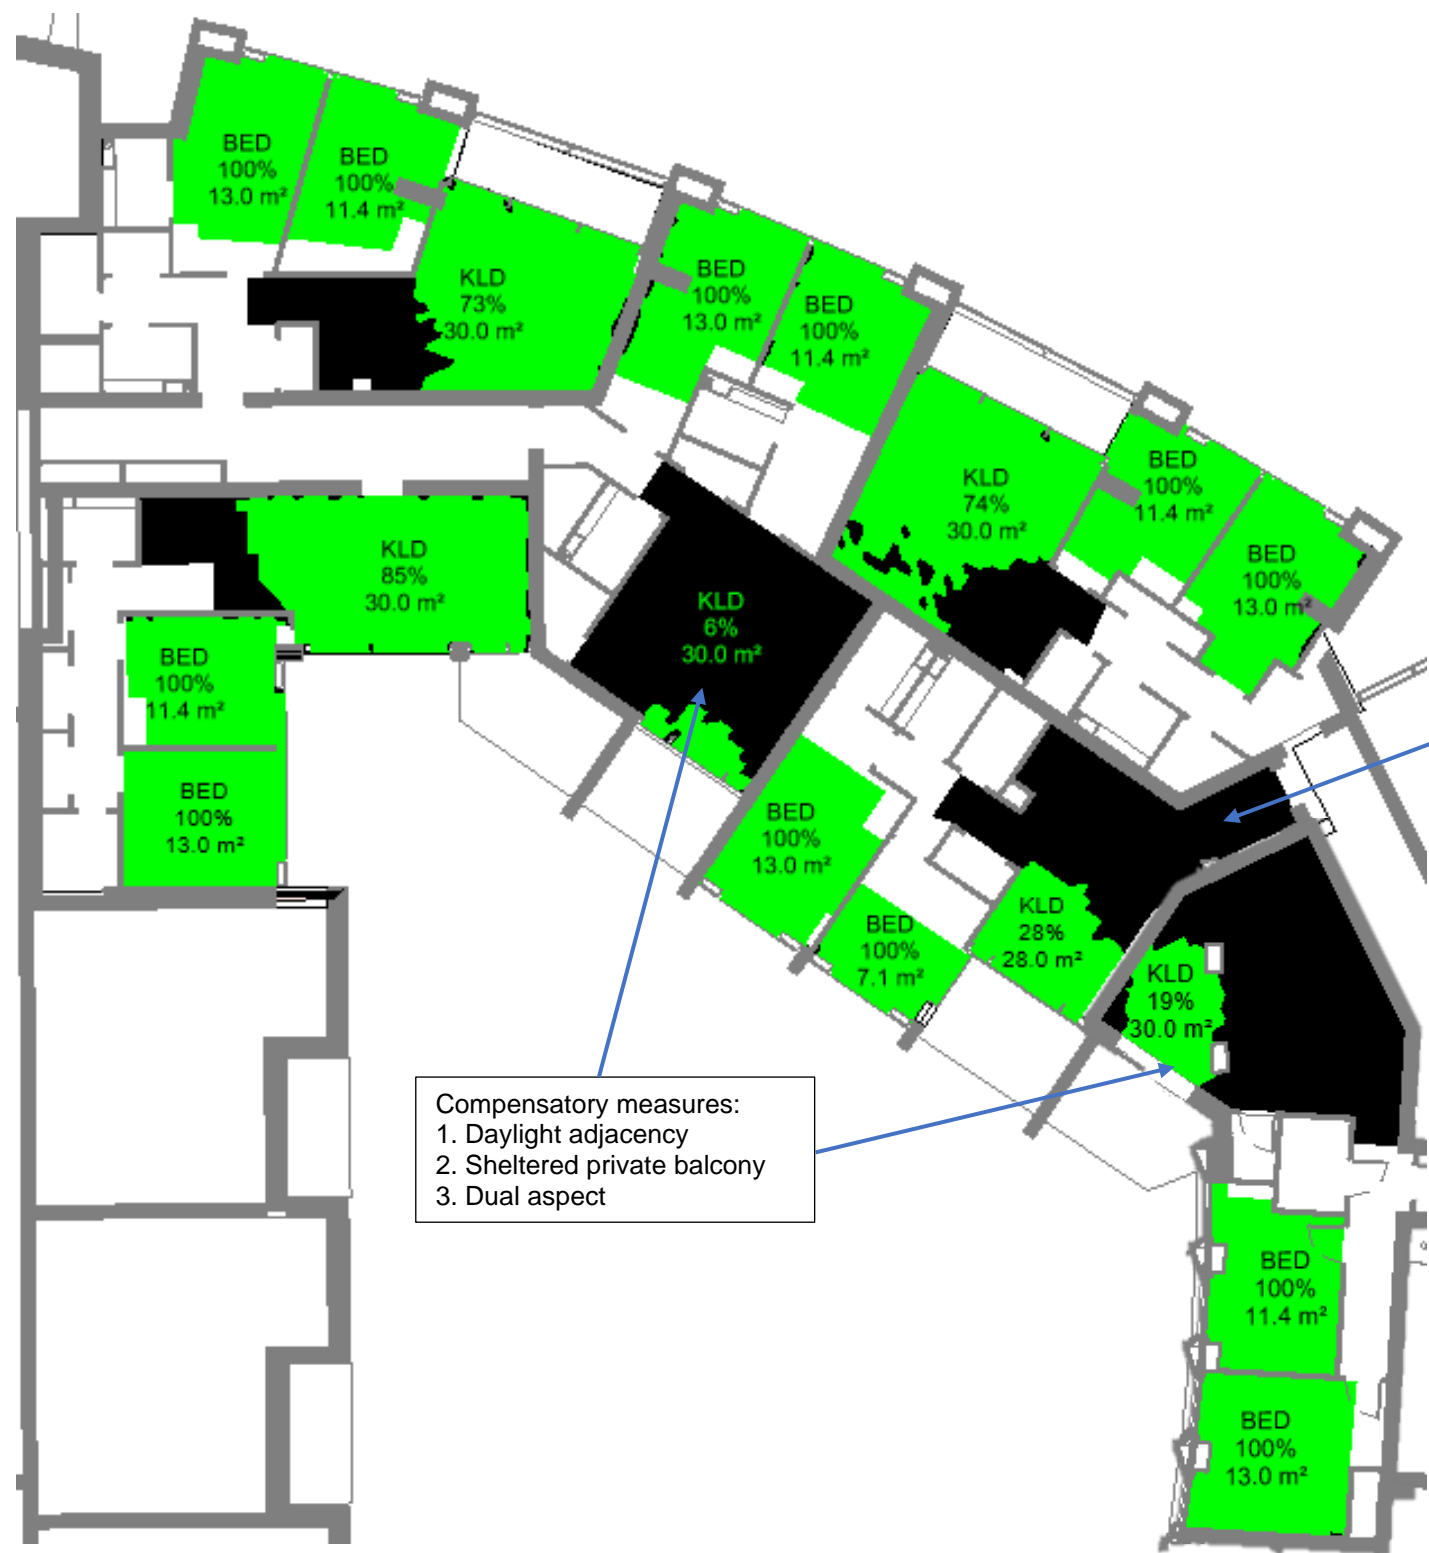 BED
100%
13.0 m²
BED
100%
11.4 m²
KLD
73%
30.0 m²
BED
100%
13.0 m²
BED
100%
11.4 m²
KLD
74%
30.0 m²
BED
100%
11.4 m²
BED
100%
13.0 m²
KLD
85%
30.0 m²
KLD
6%
30.0 m²
BED
100%
11.4 m²
BED
100%
13.0 m²
BED
100%
13.0 m²
BED
100%
7.1 m²
KLD
28%
28.0 m²
KLD
19%
30.0 m²
Compensatory measures:
1. Daylight adjacency
2. Sheltered private balcony
3. Dual aspect
BED
100%
11.4 m²
BED
100%
13.0 m²